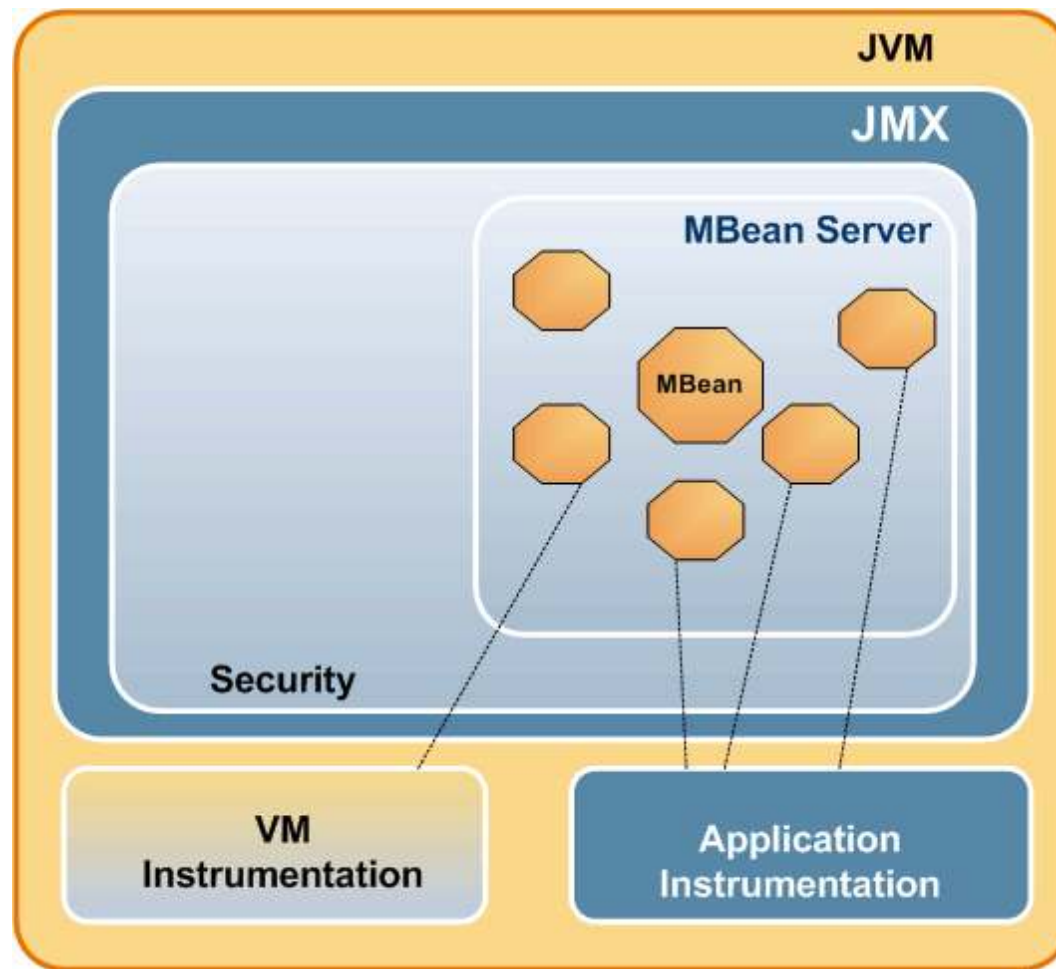 JVM
JMX
MBean Server
MBean
Security
VM
Instrumentation
Application
Instrumentation